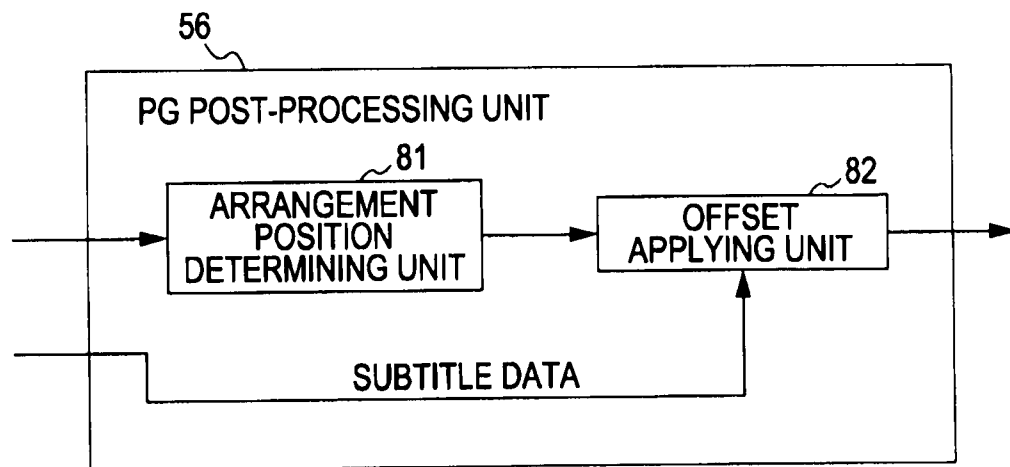 56
PG POST-PROCESSING UNIT
81
ARRANGEMENT
POSITION
DETERMINING UNIT
82
OFFSET
APPLYING UNIT
SUBTITLE DATA